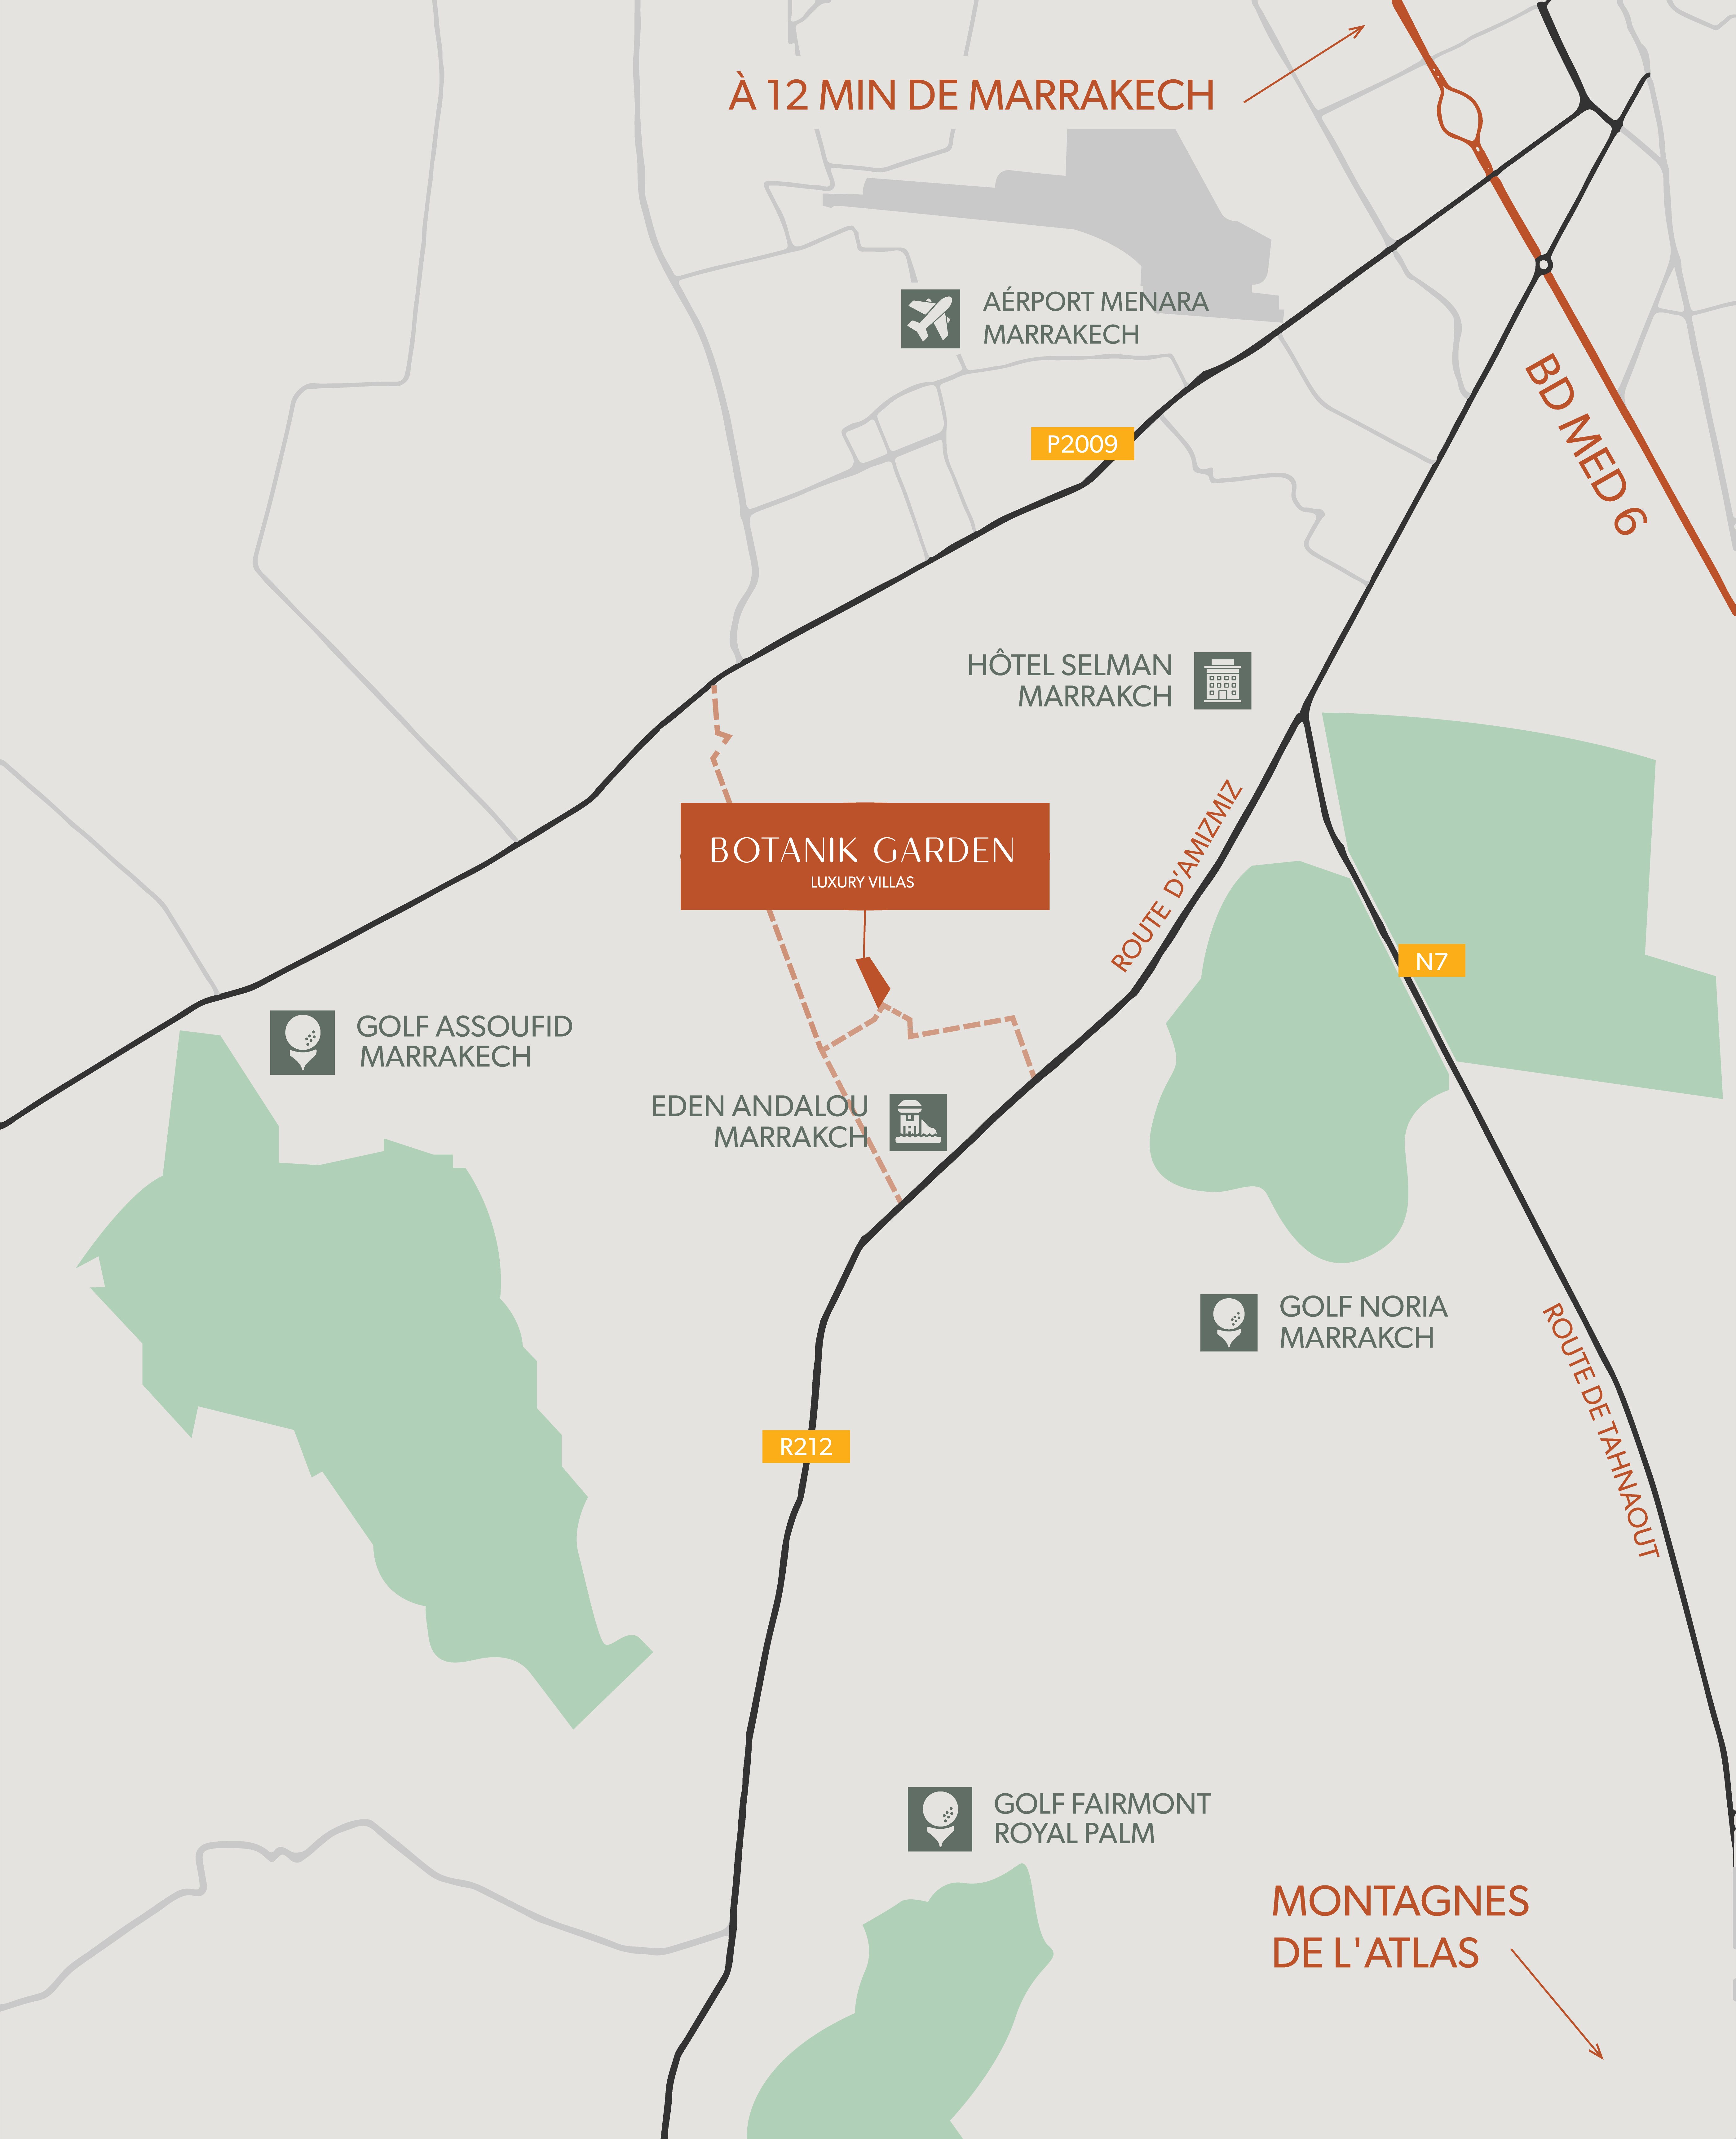 À 12 MIN DE MARRAKECH
AÉRPORT MENARA
MARRAKECH
BD MED 6
P2009
HÔTEL SELMAN
MARRAKCH
ROUTE D'AMIZMIZ
BOTANIK GARDEN
LUXURY VILLAS
N7
GOLF ASSOUFID
MARRAKECH
EDEN ANDALOU
MARRAKCH
GOLF NORIA
MARRAKCH
ROUTE DE TAHNAOUT
R212
GOLF FAIRMONT
ROYAL PALM
MONTAGNES
DE L'ATLAS